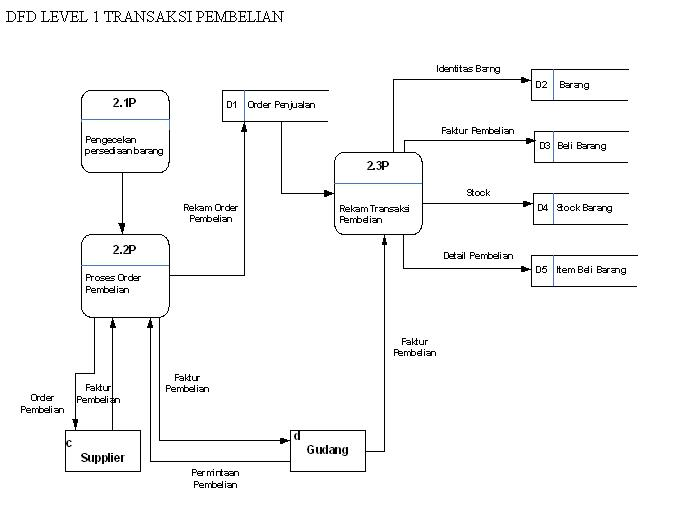 DFD LEVEL 1 TRANSAKSI PEMBELIAN
2.1P
Pengecekan
persediaan barang
D1 Order Penjualan
Identitas Barng
D2 Barang
Faktur Pembelian
D3 Beli Barang
2.3P
Rekam Transaksi
Pembelian
Stock
D4 Stock Barang
Detail Pembelian
D5 Item Beli Barang
Rekam Order
Pembelian
2.2P
Proses Order
Pembelian
Order
Pembelian
Faktur
Pembelian
Faktur
Pembelian
Faktur
Pembelian
c
Supplier
d
Gudang
Permintaan
Pembelian